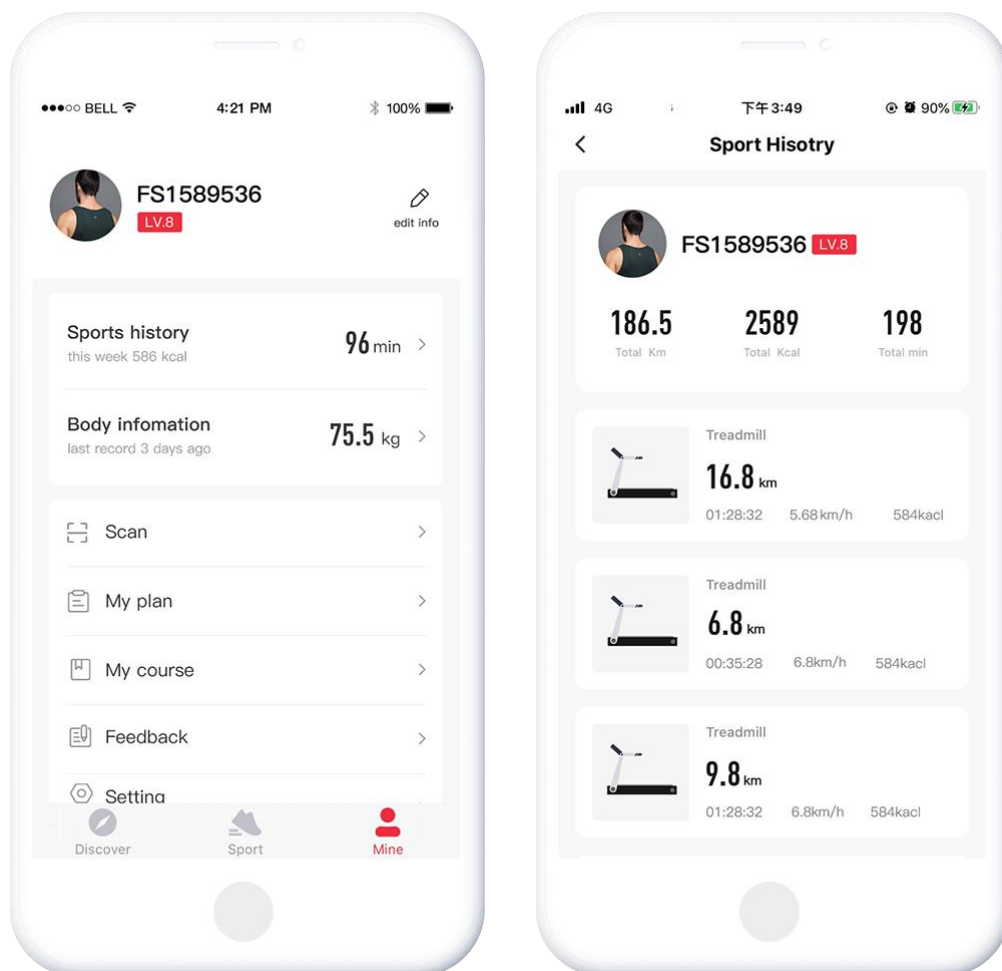 BELL 4:21 PM 100%
FS1589536
LV.8
edit info
Sports history
this week 586 kcal
96 min
Body infomation
last record 3 days ago
75.5 kg
Scan
My plan
My course
Feedback
Setting
Discover Sport Mine
4G 下午3:49 90%
Sport Hisotry
FS1589536 LV.8
186.5 2589 198
Total Km Total Kcal Total min
Treadmill
16.8 km
01:28:32 5.68km/h 584kacl
Treadmill
6.8 km
00:35:28 6.8km/h 584kacl
Treadmill
9.8 km
01:28:32 6.8km/h 584kacl